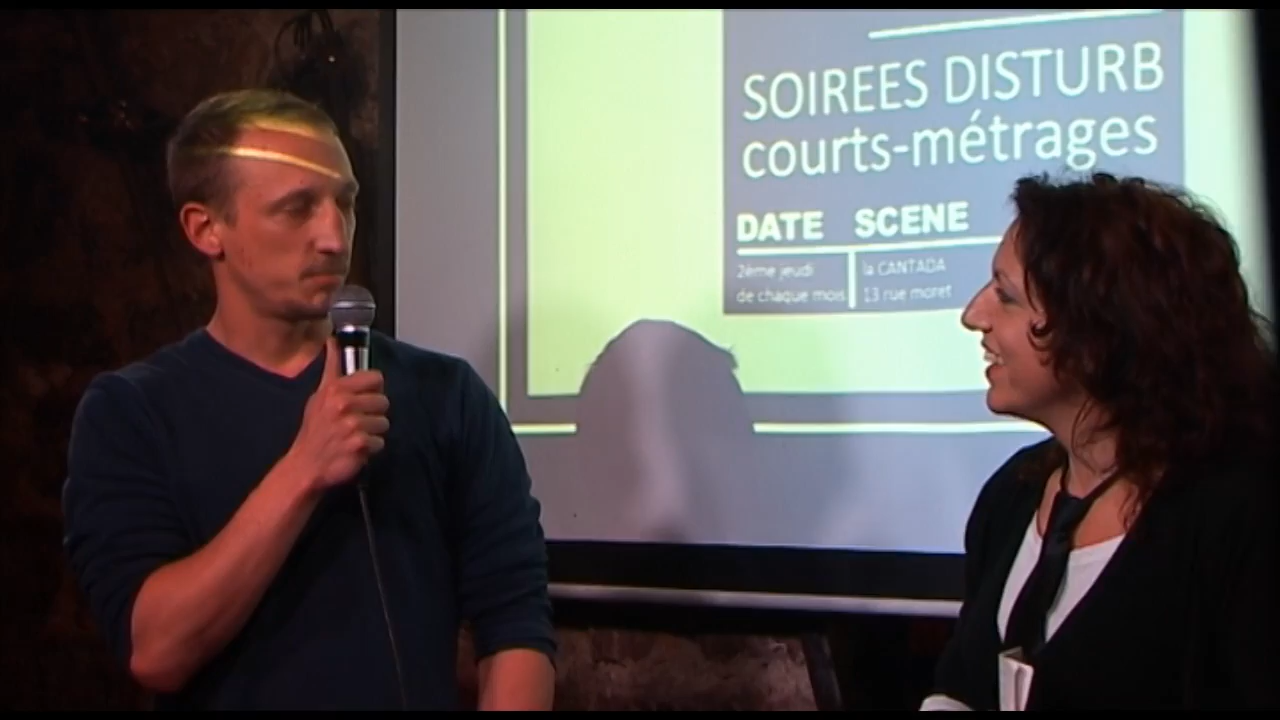 SOIREES DISTURB
courts-métrages
DATE SCENE
2ème jeudi la CANTADA
de chaque mois 13 rue moret